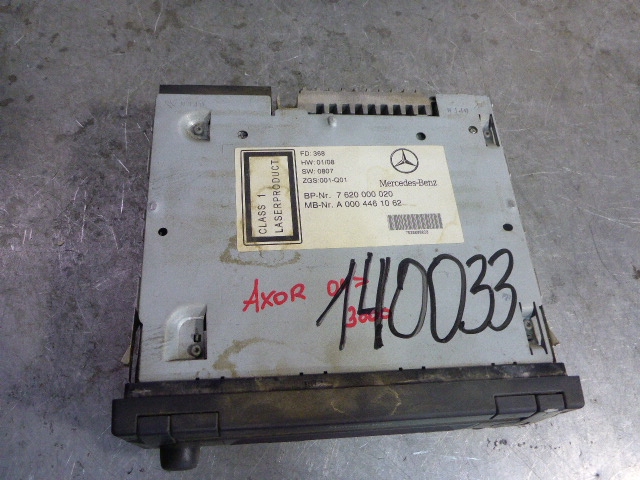 FD: 368
HW: 01/08
SW: 0807
ZGS: 001-Q01
Mercedes-Benz
BP-Nr. 7 620 000 020
MB-Nr. A 000 446 10 62
CLASS 1
LASERPRODUCT
AXOR
140033